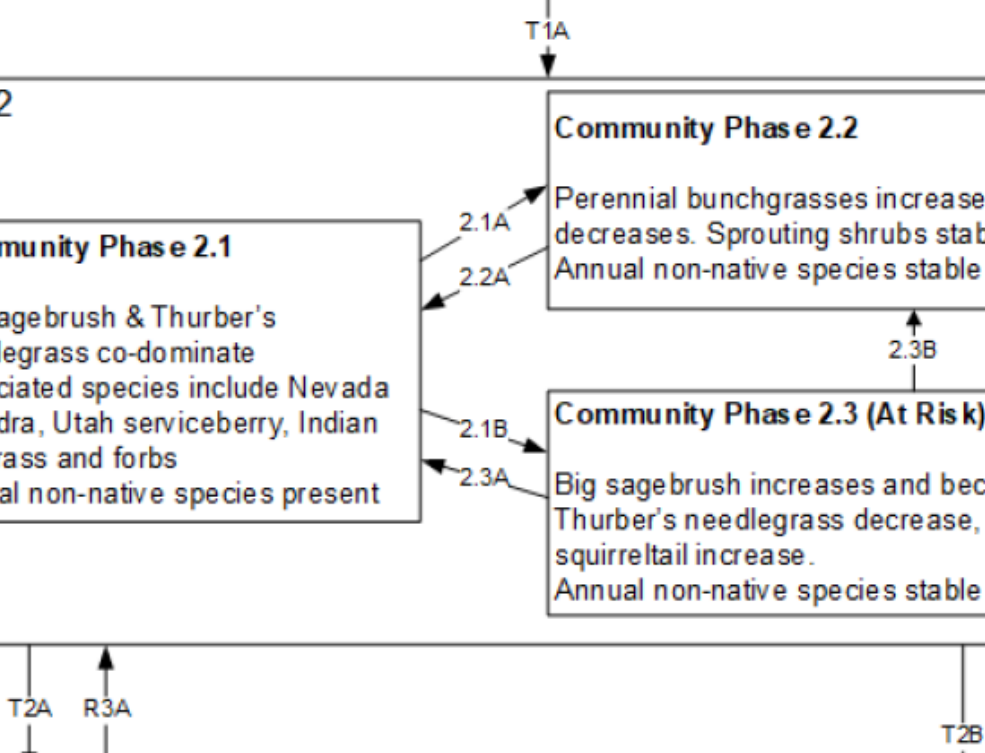 T1A
2
Community Phase 2.2
Perennial bunchgrasses increase
decreases. Sprouting shrubs stab
Annual non-native species stable
2.1A
2.2A
munity Phase 2.1
agebrush & Thurber's
legrass co-dominate
ciated species include Nevada
dra, Utah serviceberry, Indian
rass and forbs
al non-native species present
2.3B
2.1B
2.3A
Community Phase 2.3 (At Risk)
Big sagebrush increases and bec
Thurber's needlegrass decrease,
squirreltail increase.
Annual non-native species stable
T2A
R3A
T2B